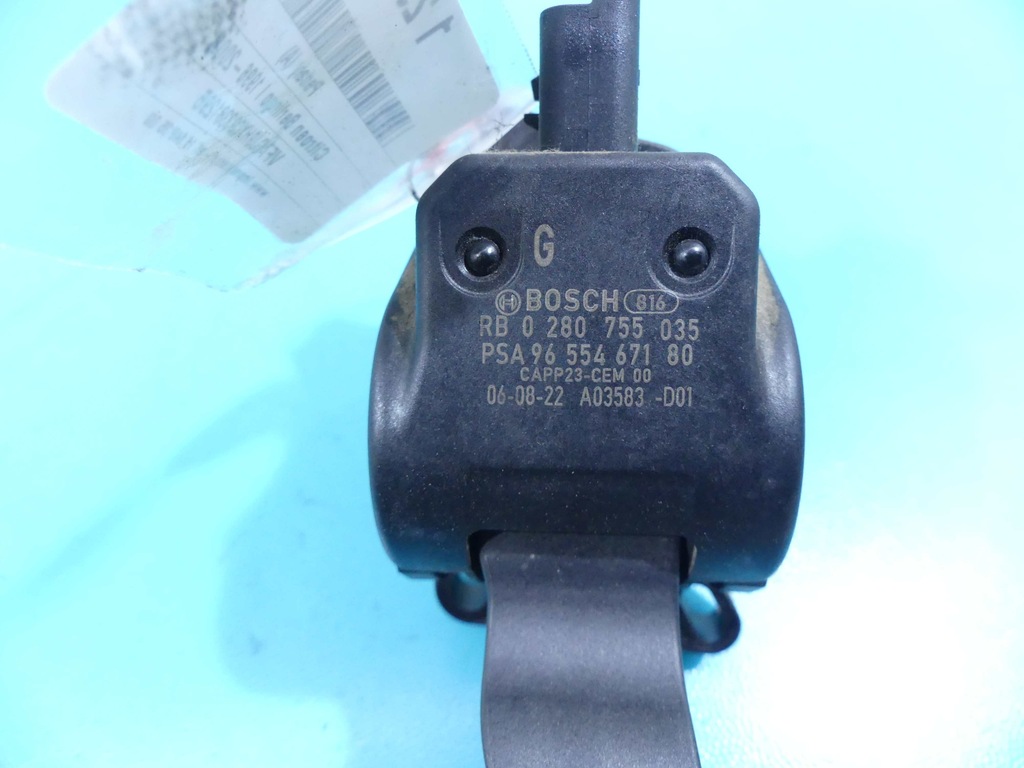 G
BOSCH 816
RB 0 280 755 035
PSA 96 554 671 80
CAPP23-CEM 00
06-08-22 A03583 -D01